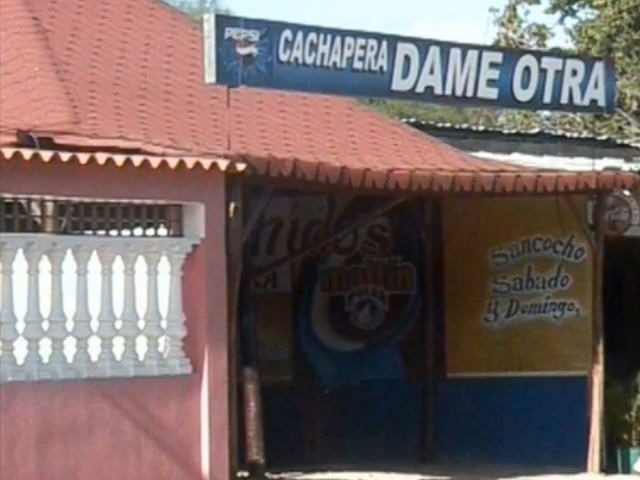 PEPSI
CACHAPERA DAME OTRA
Sancocho
Sabado
y Domingo.